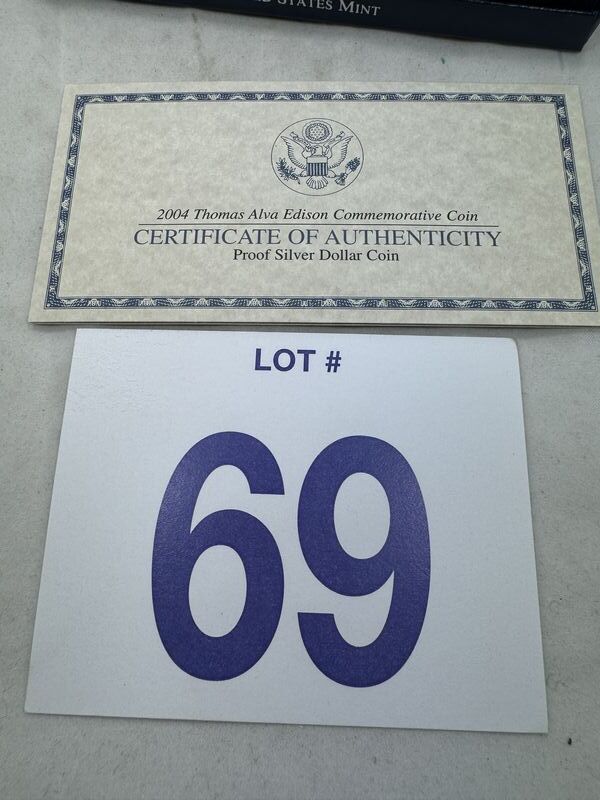 STATES MINT
2004 Thomas Alva Edison Commemorative Coin
CERTIFICATE OF AUTHENTICITY
Proof Silver Dollar Coin
LOT #
69